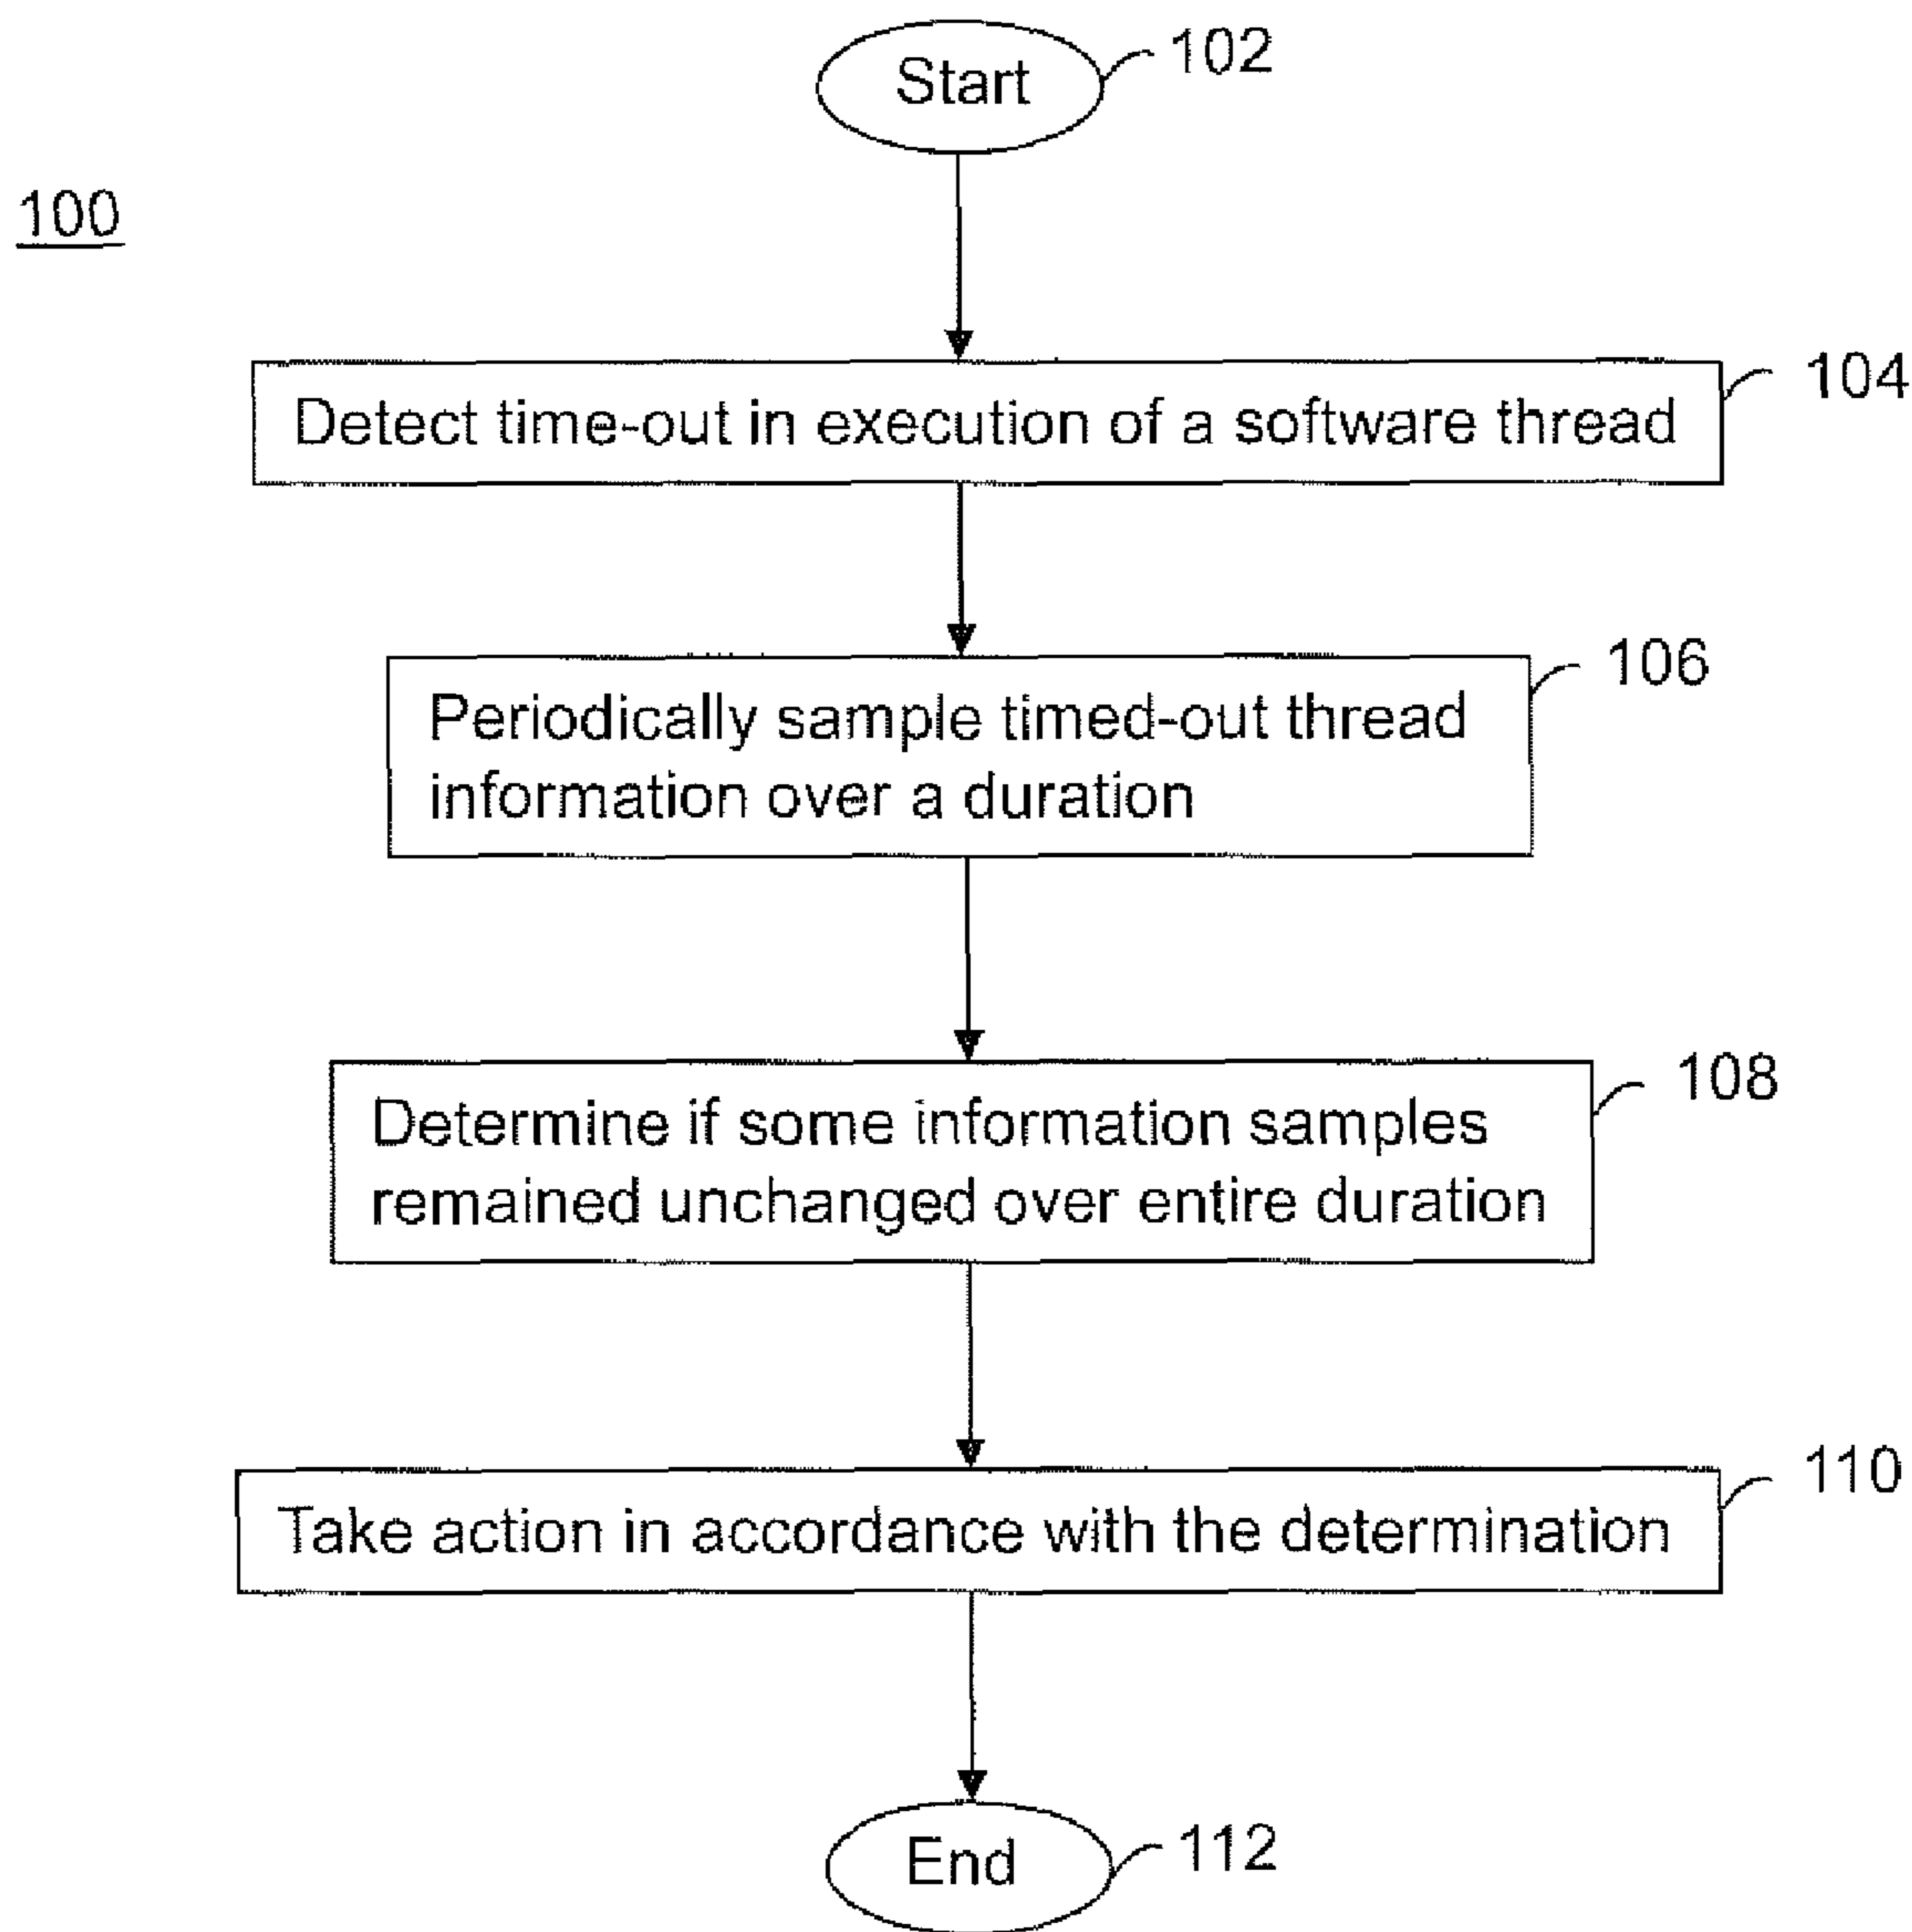 Start
102
100
Detect time-out in execution of a software thread
104
Periodically sample timed-out thread
information over a duration
106
Determine if some information samples
remained unchanged over entire duration
108
Take action in accordance with the determination
110
End
112